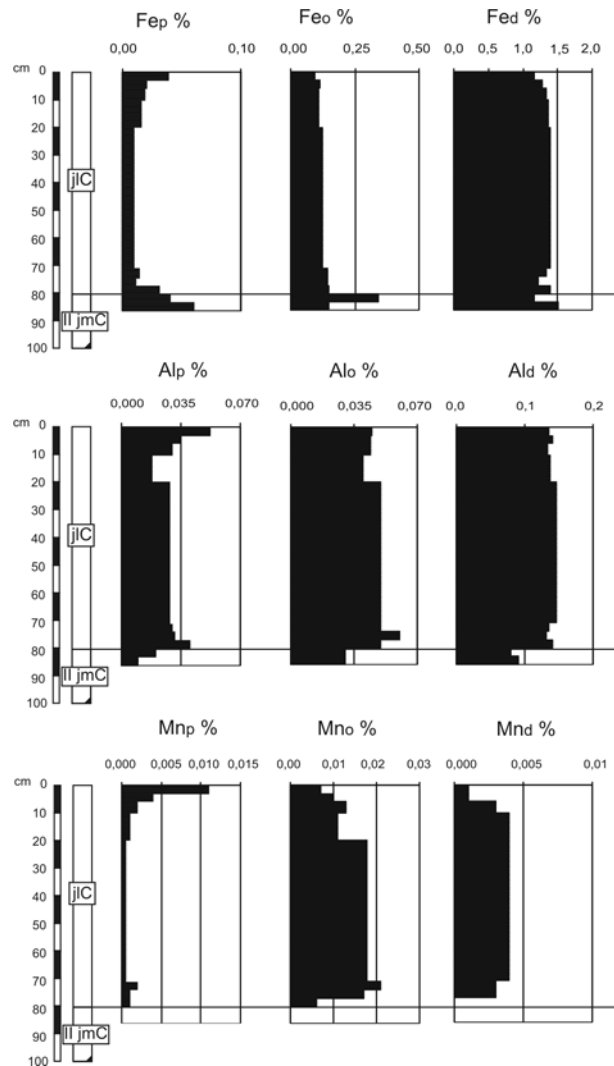 Fep % Feo % Fed %
0,00 0,10 0,00 0,25 0,50 0,0 0,5 1,0 1,5 2,0
cm 0
10
20
30
jlC
40
50
60
70
80
90 II jmC
100
Alp % Alo % Ald %
0,000 0,035 0,070 0,000 0,035 0,070 0,0 0,1 0,2
cm 0
10
20
30
jlC
40
50
60
70
80
90 II jmC
100
Mnp % Mno % Mnd %
0,000 0,005 0,010 0,015 0,00 0,01 0,02 0,03 0,000 0,005 0,01
cm 0
10
20
30
jlC
40
50
60
70
80
90 II jmC
100